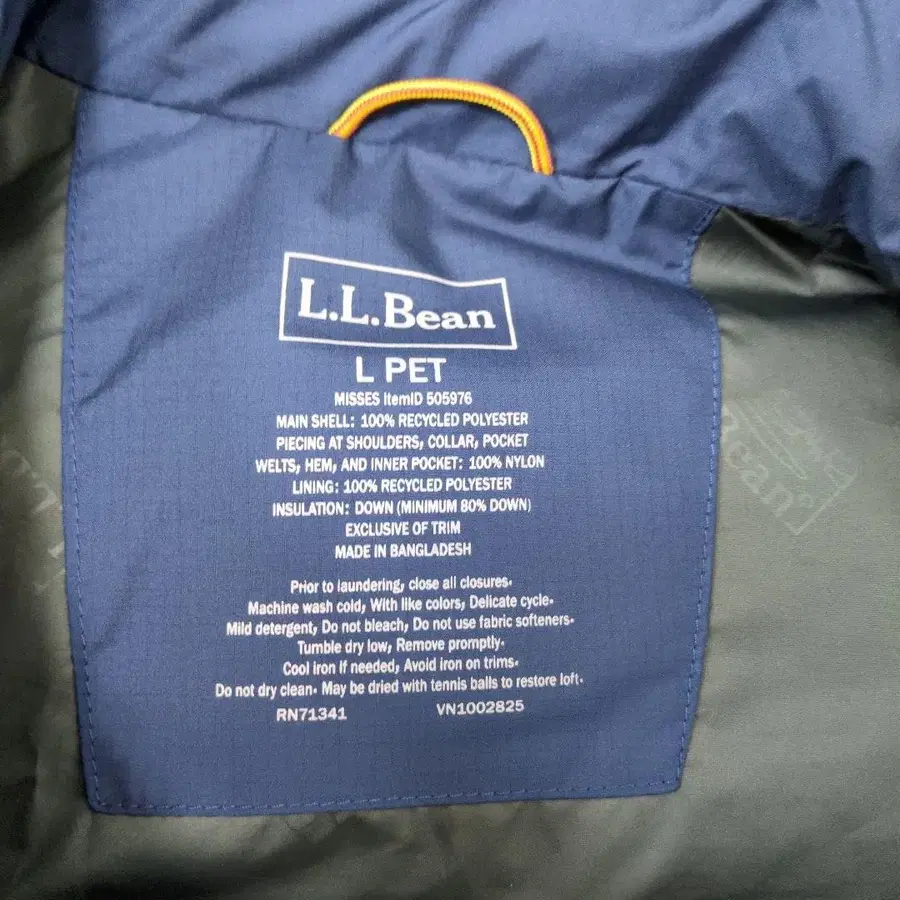 L.L.Bean
L PET
MISSES ItemID 505976
MAIN SHELL: 100% RECYCLED POLYESTER
PIECING AT SHOULDERS, COLLAR, POCKET
WELTS, HEM, AND INNER POCKET: 100% NYLON
LINING: 100% RECYCLED POLYESTER
INSULATION: DOWN (MINIMUM 80% DOWN)
EXCLUSIVE OF TRIM
MADE IN BANGLADESH
Prior to laundering, close all closures.
Machine wash cold, With like colors, Delicate cycle.
Mild detergent, Do not bleach, Do not use fabric softeners.
Tumble dry low, Remove promptly.
Cool iron if needed, Avoid iron on trims.
Do not dry clean. May be dried with tennis balls to restore loft.
RN71341 VN1002825